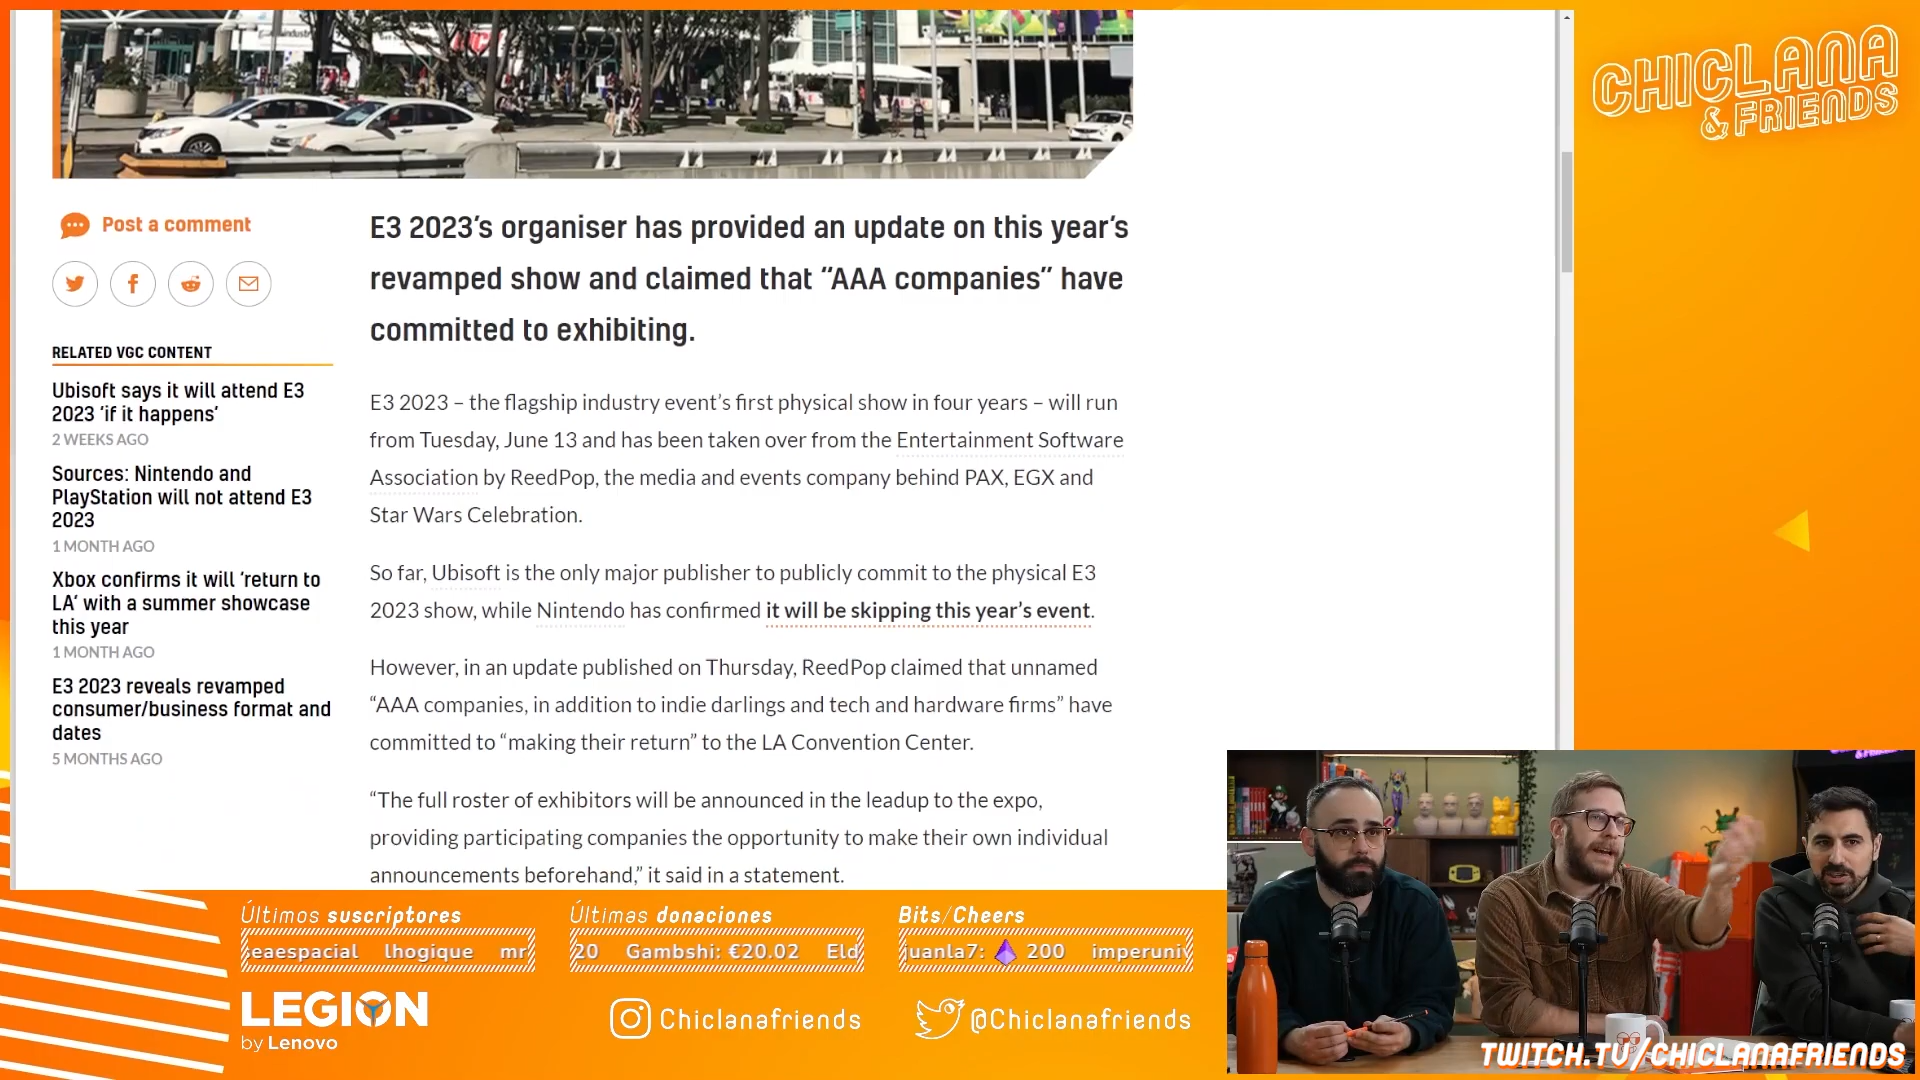 CHICLANA
& FRIENDS
Post a comment
RELATED VGC CONTENT
Ubisoft says it will attend E3
2023 ‘if it happens’
2 WEEKS AGO
Sources: Nintendo and
PlayStation will not attend E3
2023
1 MONTH AGO
Xbox confirms it will ‘return to
LA’ with a summer showcase
this year
1 MONTH AGO
E3 2023 reveals revamped
consumer/business format and
dates
5 MONTHS AGO
E3 2023’s organiser has provided an update on this year’s
revamped show and claimed that “AAA companies” have
committed to exhibiting.
E3 2023 – the flagship industry event’s first physical show in four years – will run
from Tuesday, June 13 and has been taken over from the Entertainment Software
Association by ReedPop, the media and events company behind PAX, EGX and
Star Wars Celebration.
So far, Ubisoft is the only major publisher to publicly commit to the physical E3
2023 show, while Nintendo has confirmed it will be skipping this year’s event.
However, in an update published on Thursday, ReedPop claimed that unnamed
“AAA companies, in addition to indie darlings and tech and hardware firms” have
committed to “making their return” to the LA Convention Center.
“The full roster of exhibitors will be announced in the leadup to the expo,
providing participating companies the opportunity to make their own individual
announcements beforehand,” it said in a statement.
Últimos suscriptores
eaespacial lhogique mr
Últimas donaciones
20 Gambshi: €20.02 Eld
Bits/Cheers
uanla7: 200 imperuni
LEGION
by Lenovo
Chiclanafriends
@Chiclanafriends
TWITCH.TV/CHICLANAFRIENDS